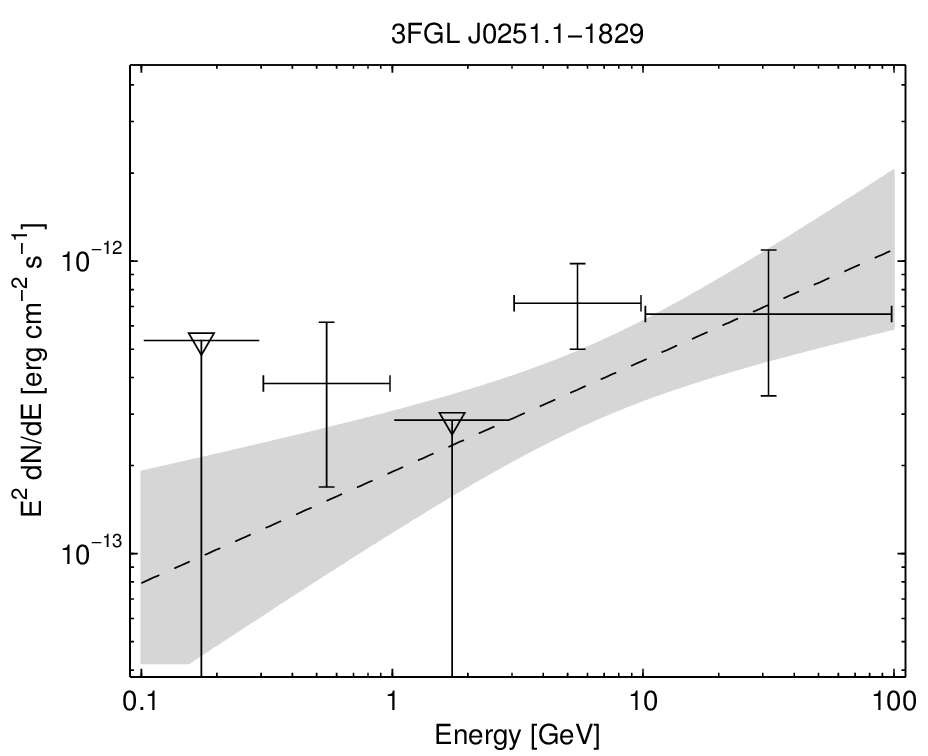 3FGL J0251.1−1829
E² dN/dE [erg cm⁻² s⁻¹]
10⁻¹²
10⁻¹³
0.1 1 10 100
Energy [GeV]